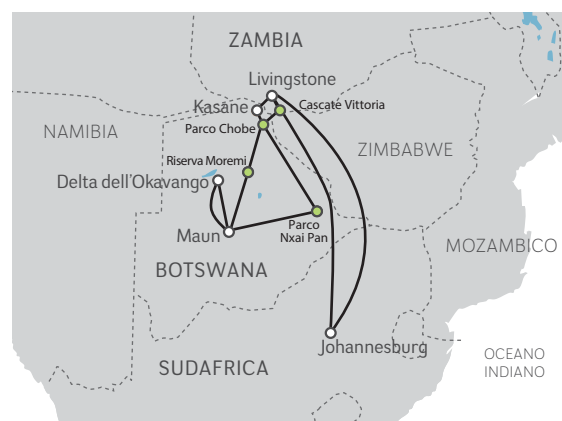 ZAMBIA
Livingstone
Kasane
Cascate Vittoria
Parco Chobe
NAMIBIA
ZIMBABWE
Riserva Moremi
Delta dell'Okavango
Parco
Nxai Pan
Maun
MOZAMBICO
BOTSWANA
Johannesburg
OCEANO
INDIANO
SUDAFRICA